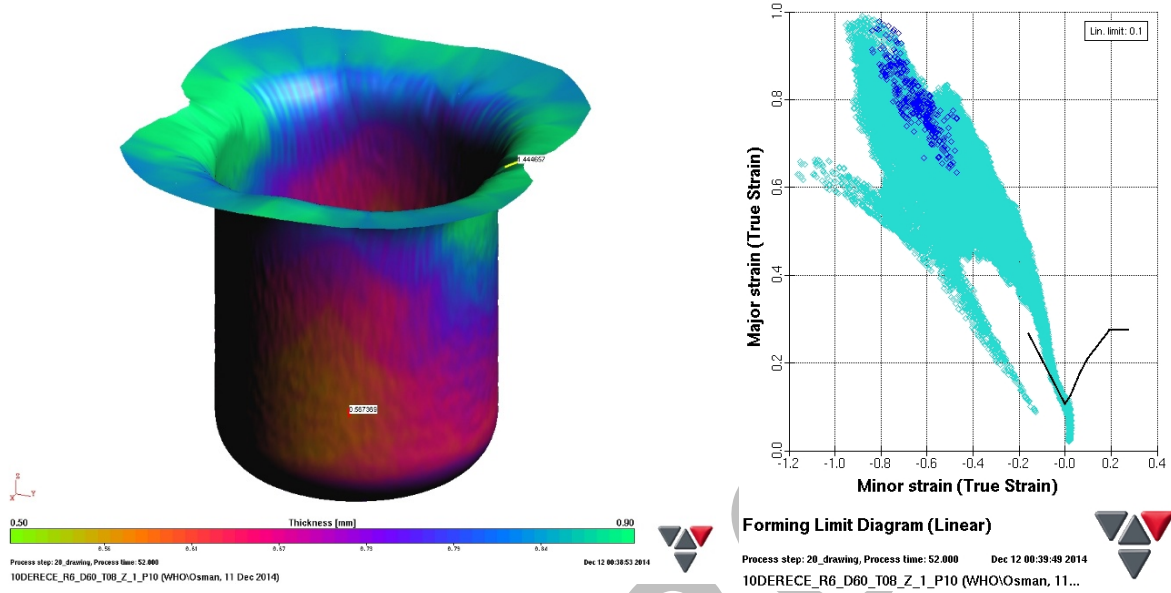 1.444657
0.567369
Z
X
Y
0.50 Thickness [mm] 0.90
0.56 0.61 0.67 0.73 0.79 0.84
Process step: 20_drawing, Process time: 52.000 Dec 12 00:38:53 2014
10DERECE_R6_D60_T08_Z_1_P10 (WHO\Osman, 11 Dec 2014)
Lin. limit: 0.1
Major strain (True Strain)
1.0
0.8
0.6
0.4
0.2
0.0
-1.2 -1.0 -0.8 -0.6 -0.4 -0.2 -0.0 0.2 0.4
Minor strain (True Strain)
Forming Limit Diagram (Linear)
Process step: 20_drawing, Process time: 52.000 Dec 12 00:39:49 2014
10DERECE_R6_D60_T08_Z_1_P10 (WHO\Osman, 11...